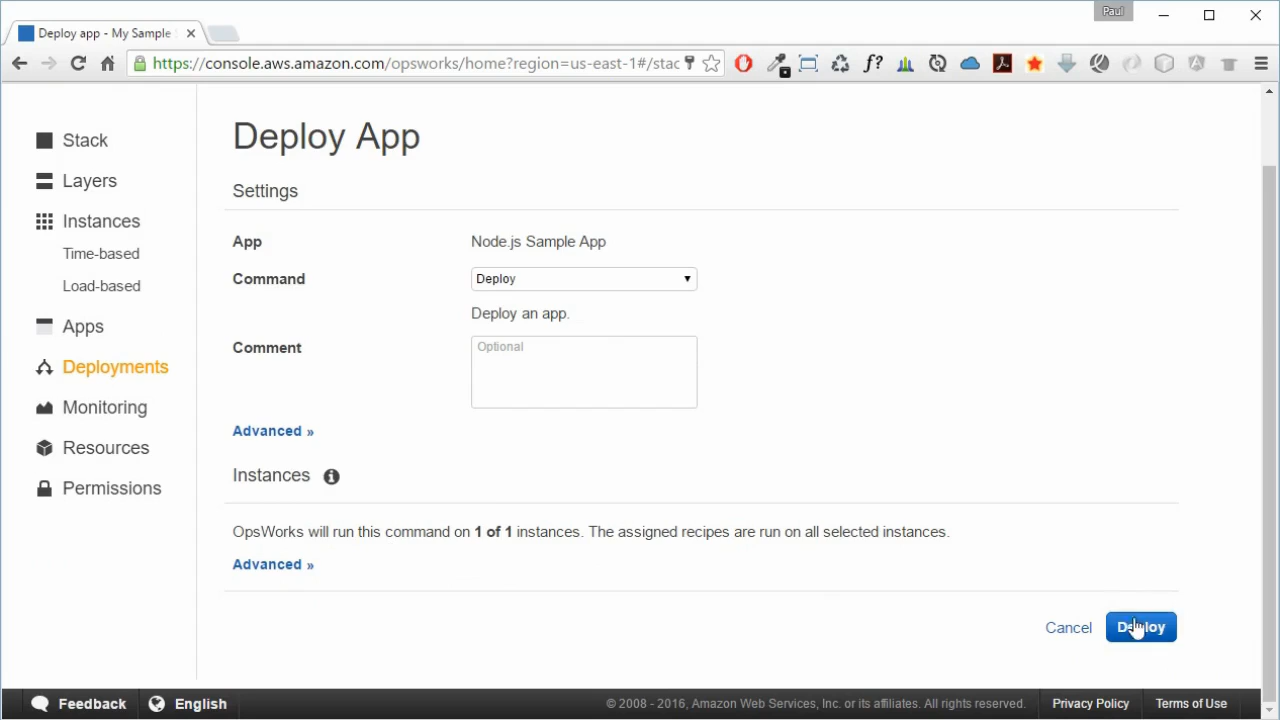 Paul
Deploy app - My Sample
https://console.aws.amazon.com/opsworks/home?region=us-east-1#/stac
f?
Stack
Layers
Instances
Time-based
Load-based
Apps
Deployments
Monitoring
Resources
Permissions
Deploy App
Settings
App Node.js Sample App
Command Deploy
Deploy an app.
Comment Optional
Advanced »
Instances
OpsWorks will run this command on 1 of 1 instances. The assigned recipes are run on all selected instances.
Advanced »
Cancel Deploy
Feedback English © 2008 - 2016, Amazon Web Services, Inc. or its affiliates. All rights reserved. Privacy Policy Terms of Use